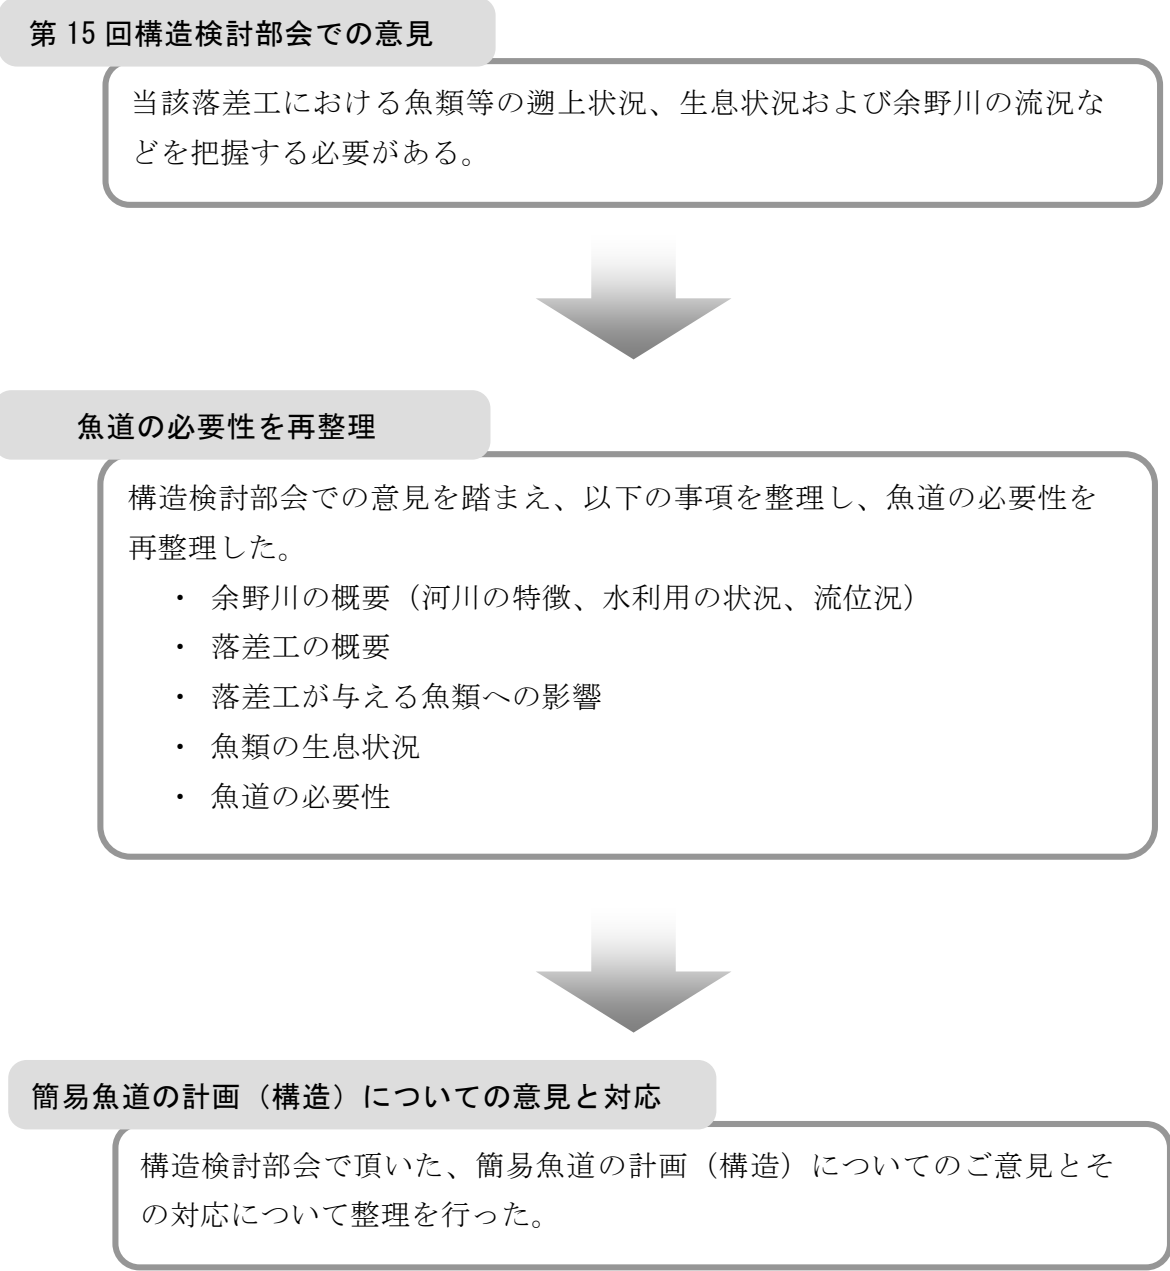 第 15 回構造検討部会での意見
当該落差工における魚類等の遡上状況、生息状況および余野川の流況な
どを把握する必要がある。
魚道の必要性を再整理
構造検討部会での意見を踏まえ、以下の事項を整理し、魚道の必要性を
再整理した。
・ 余野川の概要（河川の特徴、水利用の状況、流位況）
・ 落差工の概要
・ 落差工が与える魚類への影響
・ 魚類の生息状況
・ 魚道の必要性
簡易魚道の計画（構造）についての意見と対応
構造検討部会で頂いた、簡易魚道の計画（構造）についてのご意見とそ
の対応について整理を行った。